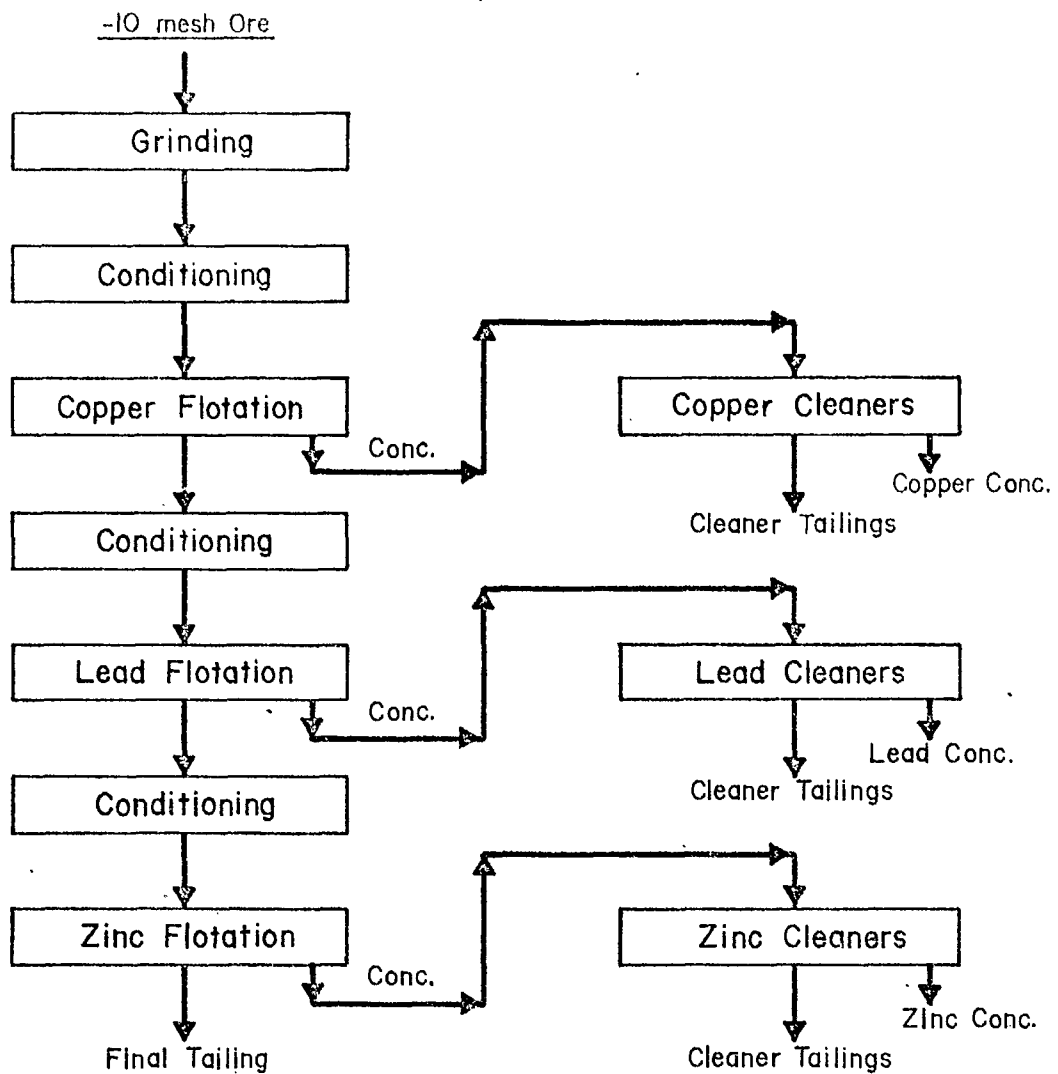 -10 mesh Ore
Grinding
Conditioning
Copper Flotation
Conc.
Copper Cleaners
Copper Conc.
Cleaner Tailings
Conditioning
Lead Flotation
Conc.
Lead Cleaners
Lead Conc.
Cleaner Tailings
Conditioning
Zinc Flotation
Conc.
Zinc Cleaners
Zinc Conc.
Final Tailing
Cleaner Tailings